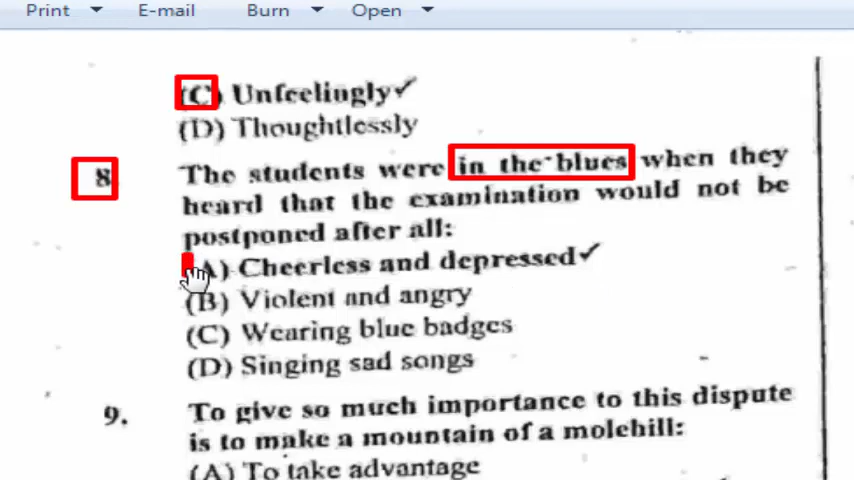 Print E-mail Burn Open
(C) Unfeelingly✓
(D) Thoughtlessly
8. The students were in the blues when they
heard that the examination would not be
postponed after all:
(A) Cheerless and depressed✓
(B) Violent and angry
(C) Wearing blue badges
(D) Singing sad songs
9. To give so much importance to this dispute
is to make a mountain of a molehill:
(A) To take advantage